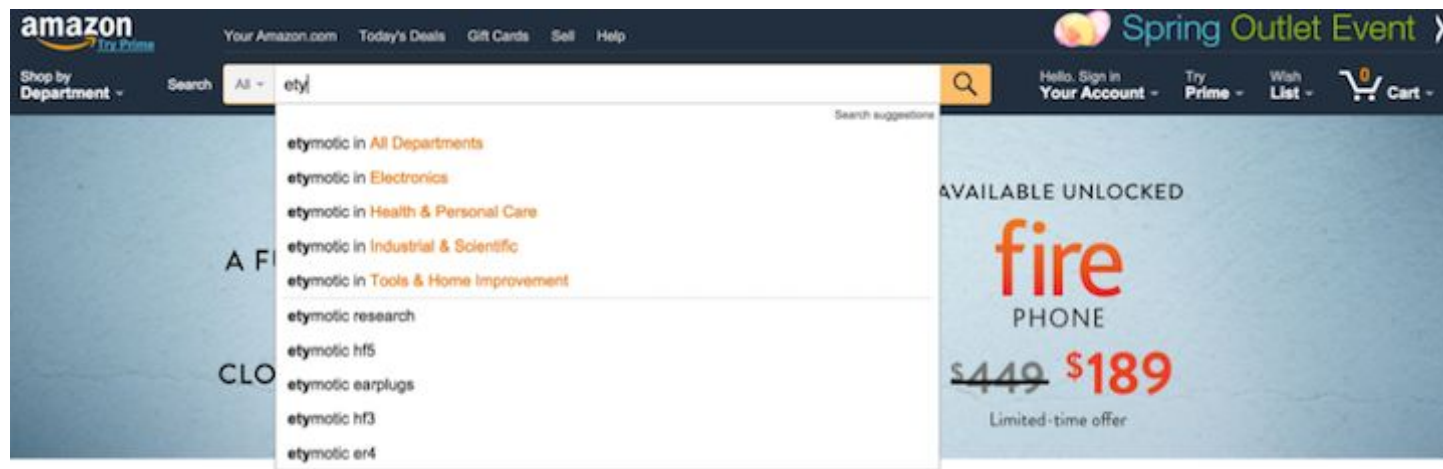 amazon
Try Prime
Your Amazon.com Today's Deals Gift Cards Sell Help
Spring Outlet Event
Shop by
Department
Search
All
ety
Hello. Sign in
Your Account
Try
Prime
Wish
List
0
Cart
Search suggestions
etymotic in All Departments
etymotic in Electronics
etymotic in Health & Personal Care
etymotic in Industrial & Scientific
etymotic in Tools & Home Improvement
etymotic research
etymotic hf5
etymotic earplugs
etymotic hf3
etymotic er4
A F
CLO
AVAILABLE UNLOCKED
fire
PHONE
$449 $189
Limited-time offer